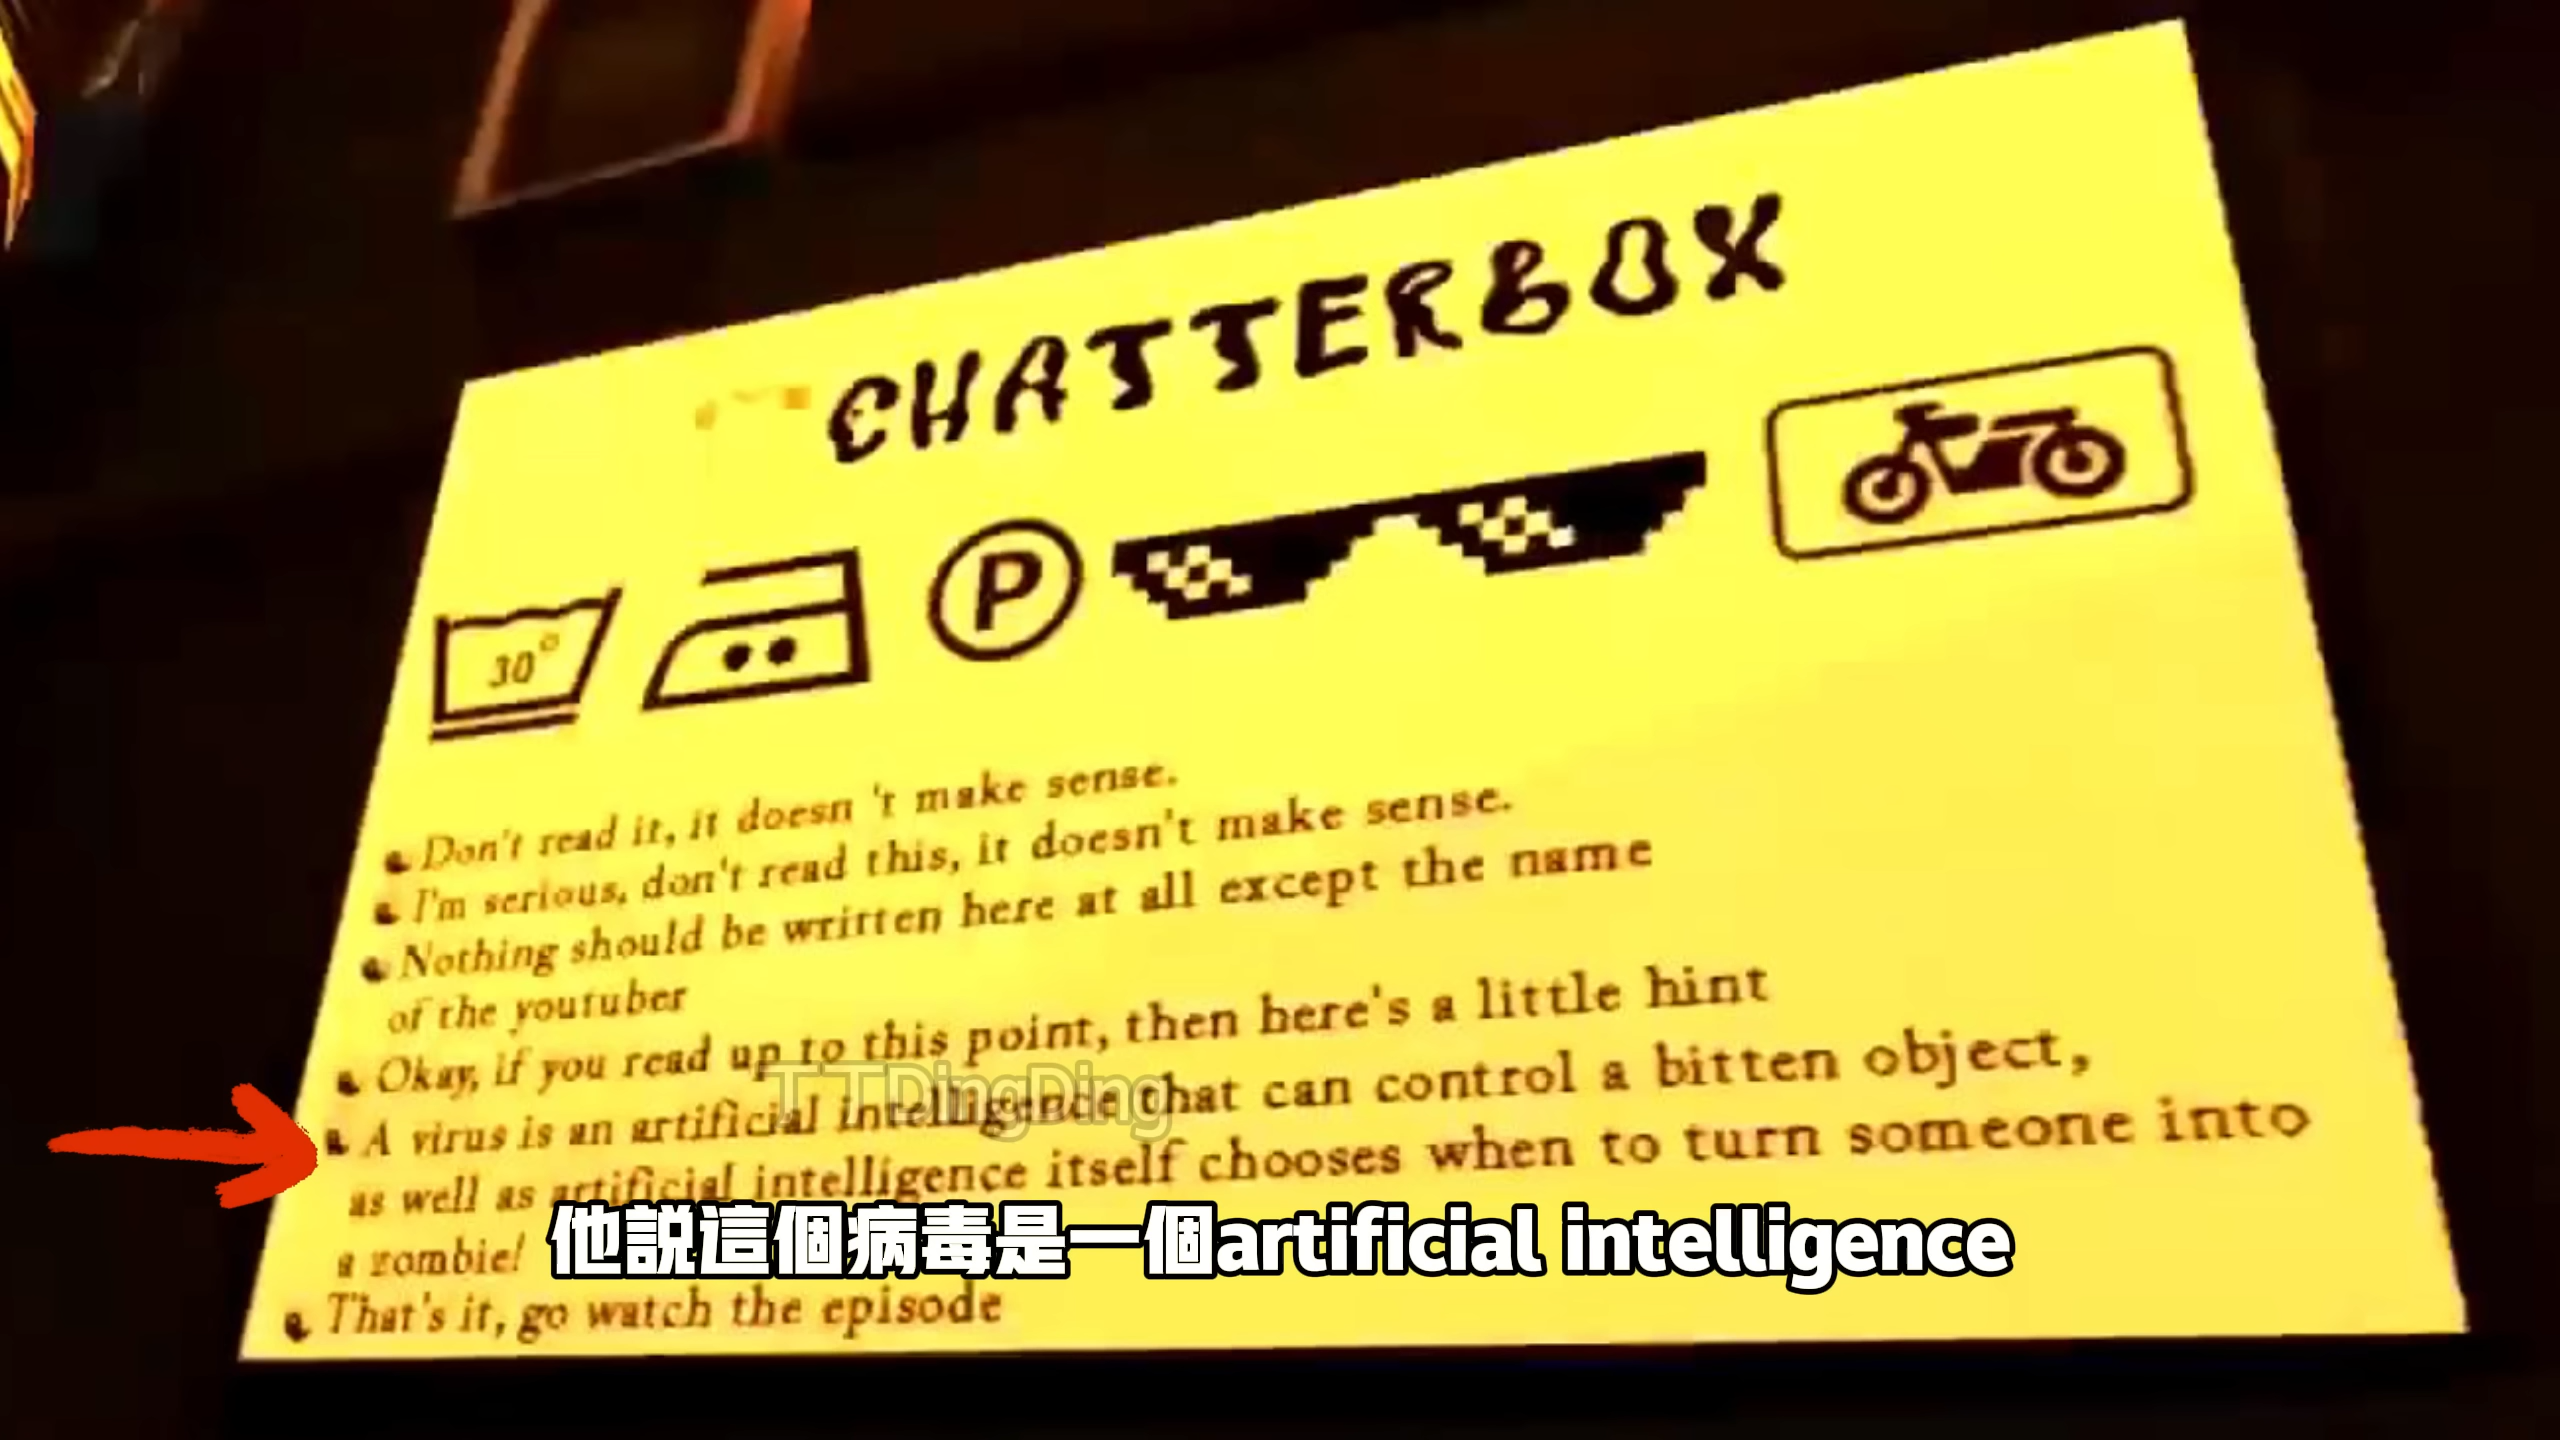 CHATTERBOX
30°
P
Don't read it, it doesn 't make sense.
I'm serious, don't read this, it doesn't make sense.
Nothing should be written here at all except the name
of the youtuber
Okay, if you read up to this point, then here's a little hint
TTDingDing
A virus is an artificial intelligence that can control a bitten object,
as well as artificial intelligence itself chooses when to turn someone into
a zombie!
他説這個病毒是一個artificial intelligence
That's it, go watch the episode